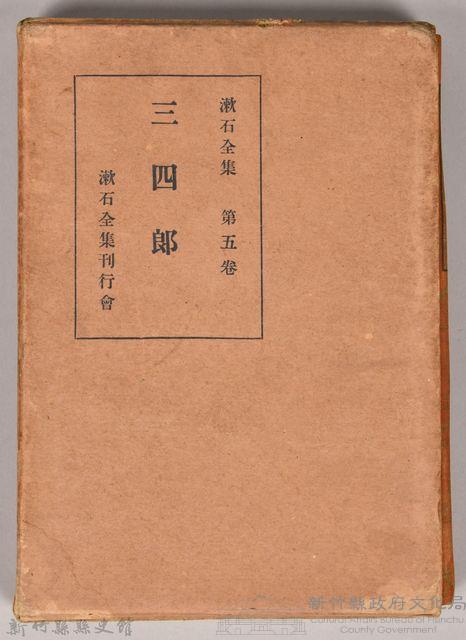 漱石全集 第五卷
三四郎
漱石全集刊行會
新竹縣政府文化局
Cultural Affairs Bureau of Hsinchu
County Government
新竹縣縣史館